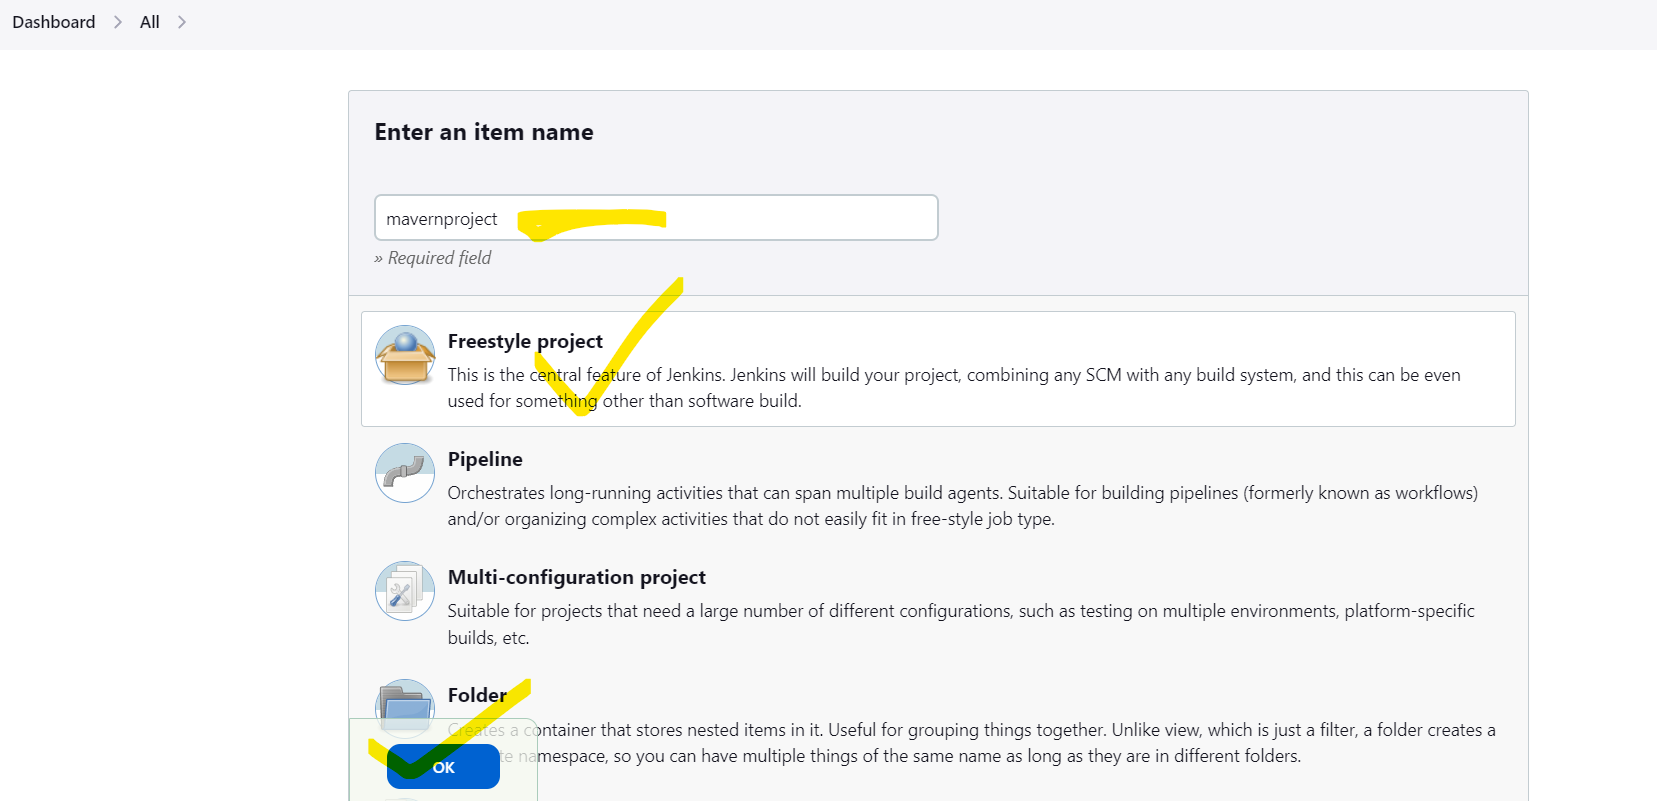 Dashboard > All >
Enter an item name
mavernproject
» Required field
Freestyle project
This is the central feature of Jenkins. Jenkins will build your project, combining any SCM with any build system, and this can be even
used for something other than software build.
Pipeline
Orchestrates long-running activities that can span multiple build agents. Suitable for building pipelines (formerly known as workflows)
and/or organizing complex activities that do not easily fit in free-style job type.
Multi-configuration project
Suitable for projects that need a large number of different configurations, such as testing on multiple environments, platform-specific
builds, etc.
Folder
Creates a container that stores nested items in it. Useful for grouping things together. Unlike view, which is just a filter, a folder creates a
namespace, so you can have multiple things of the same name as long as they are in different folders.
OK